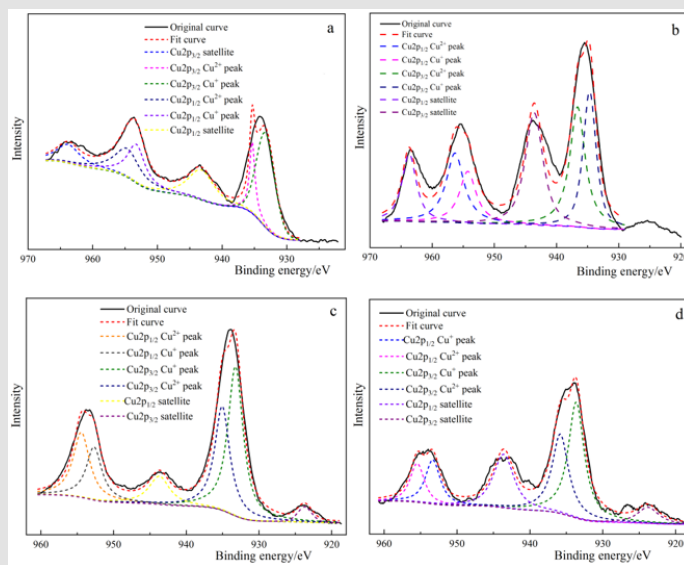 a
Original curve
Fit curve
Cu2p3/2 satellite
Cu2p3/2 Cu2+ peak
Cu2p3/2 Cu+ peak
Cu2p1/2 Cu2+ peak
Cu2p1/2 Cu+ peak
Cu2p1/2 satellite
Intensity
970 960 950 940 930
Binding energy/eV
b
Original curve
Fit curve
Cu2p1/2 Cu2+ peak
Cu2p1/2 Cu+ peak
Cu2p3/2 Cu2+ peak
Cu2p3/2 Cu+ peak
Cu2p3/2 satellite
Cu2p3/2 satellite
Intensity
970 960 950 940 930 920
Binding energy/eV
c
Original curve
Fit curve
Cu2p1/2 Cu2+ peak
Cu2p1/2 Cu+ peak
Cu2p3/2 Cu+ peak
Cu2p3/2 Cu2+ peak
Cu2p1/2 satellite
Cu2p3/2 satellite
Intensity
960 950 940 930 920
Binding energy/eV
d
Original curve
Fit curve
Cu2p1/2 Cu+ peak
Cu2p1/2 Cu2+ peak
Cu2p3/2 Cu+ peak
Cu2p3/2 Cu2+ peak
Cu2p1/2 satellite
Cu2p3/2 satellite
Intensity
960 950 940 930 920
Binding energy/eV